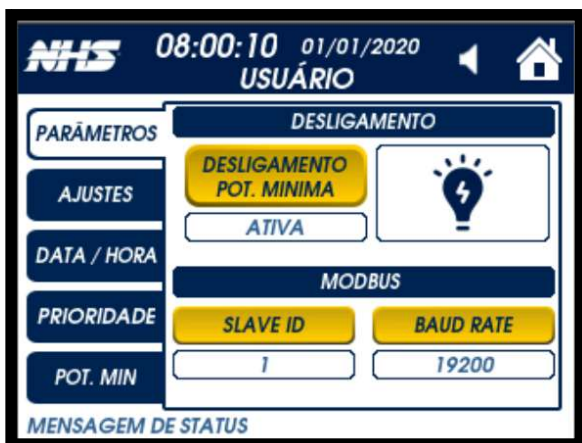 NHS 08:00:10 01/01/2020
USUÁRIO
PARÂMETROS
AJUSTES
DATA / HORA
PRIORIDADE
POT. MIN
DESLIGAMENTO
DESLIGAMENTO
POT. MINIMA
ATIVA
MODBUS
SLAVE ID
BAUD RATE
1
19200
MENSAGEM DE STATUS